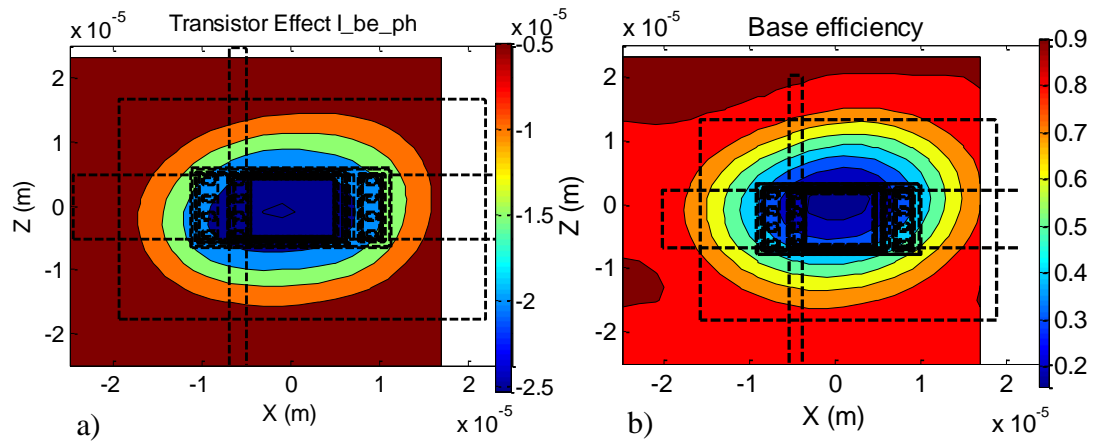 Transistor Effect I_be_ph
x 10^-5
x 10^-5
2
1
0
-1
-2
Z (m)
-2
-1
0
1
X (m)
x 10^-5
-0.5
-1
-1.5
-2
-2.5
a)
Base efficiency
x 10^-5
2
1
0
-1
-2
Z (m)
-2
-1
0
1
2
X (m)
x 10^-5
0.9
0.8
0.7
0.6
0.5
0.4
0.3
0.2
b)